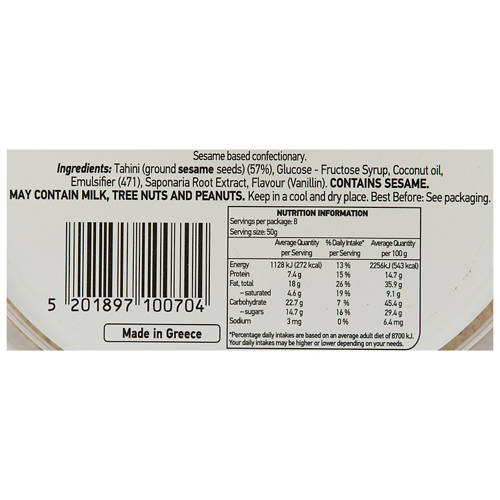 Sesame based confectionary.
Ingredients: Tahini (ground sesame seeds) (57%), Glucose - Fructose Syrup, Coconut oil,
Emulsifier (471), Saponaria Root Extract, Flavour (Vanillin). CONTAINS SESAME.
MAY CONTAIN MILK, TREE NUTS AND PEANUTS. Keep in a cool and dry place. Best Before: See packaging.
5 201897 100704
Made in Greece
NUTRITION INFORMATION
Servings per package: 8
Serving size: 50g
Average Quantity % Daily Intake* Average Quantity
per Serving per Serving per 100 g
Energy 1128 kJ (272 kcal) 13 % 2256kJ (543 kcal)
Protein 7.4 g 15 % 14.7 g
Fat, total 18 g 26 % 35.9 g
– saturated 4.6 g 19 % 9.1 g
Carbohydrate 22.7 g 7 % 45.4 g
– sugars 14.7 g 16 % 29.4 g
Sodium 3 mg 0 % 6.4 mg
*Percentage daily intakes are based on an average adult diet of 8700 kJ.
Your daily intakes may be higher or lower depending on your energy needs.